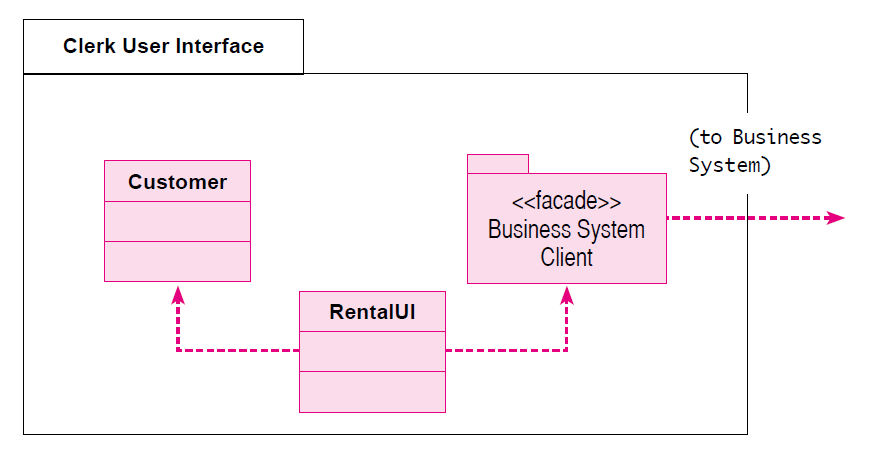 Clerk User Interface
(to Business
System)
Customer
<<facade>>
Business System
Client
RentalUI